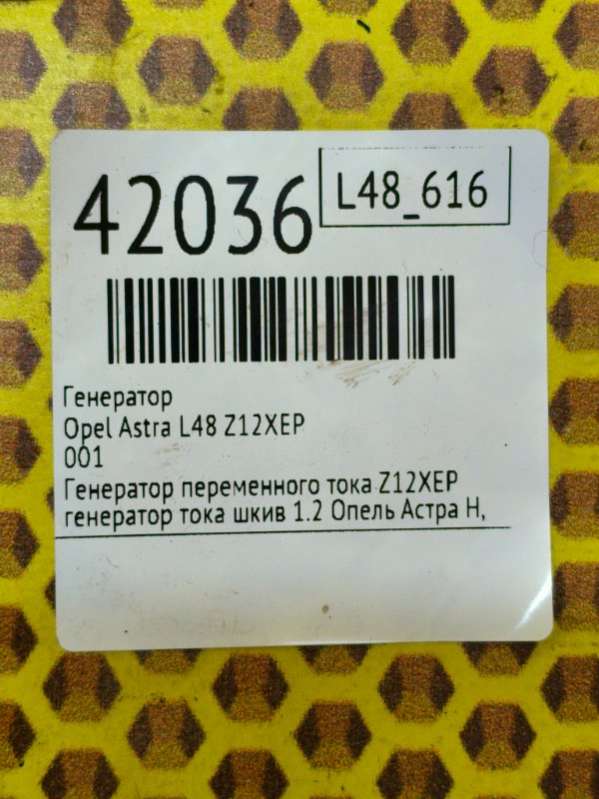 42036
L48_616
Генератор
Opel Astra L48 Z12XEP
001
Генератор переменного тока Z12XEP
генератор тока шкив 1.2 Опель Астра Н,